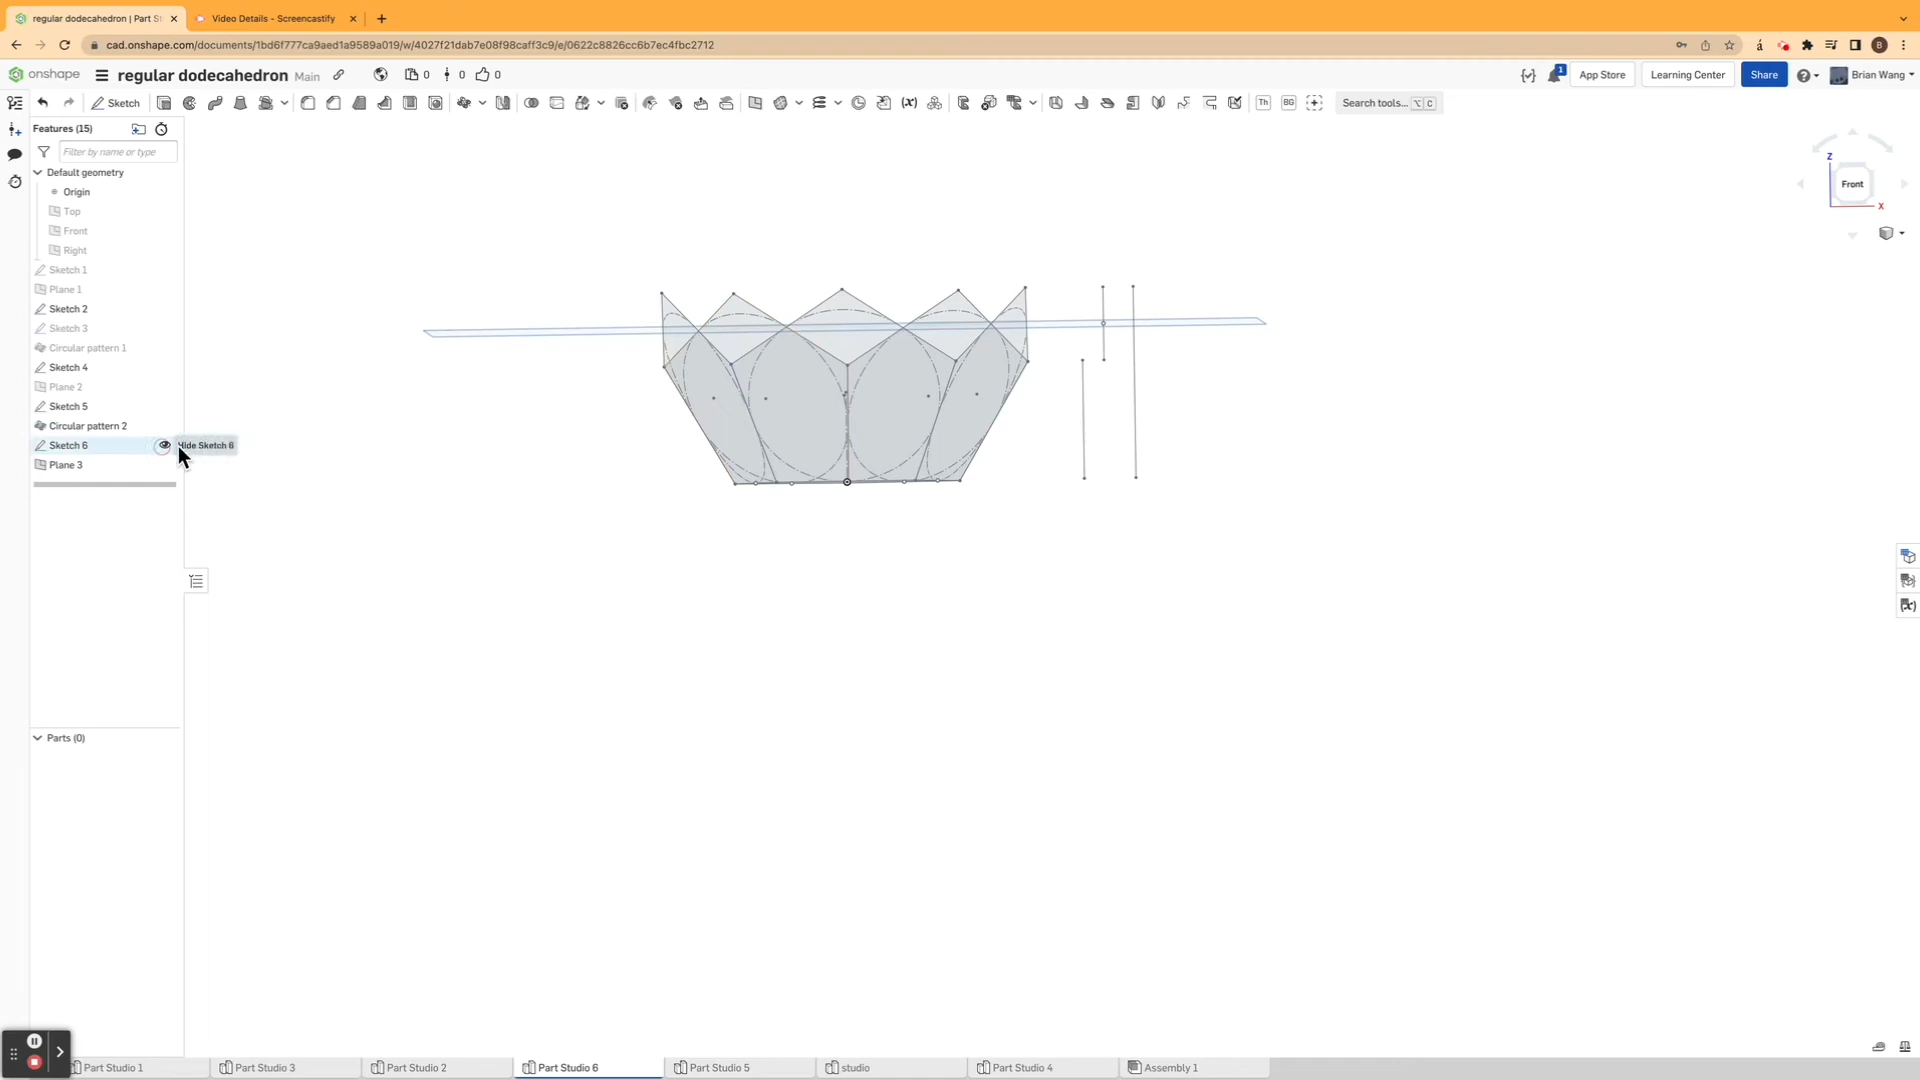 regular dodecahedron | Part St
Video Details - Screencastify
cad.onshape.com/documents/1bd6f777ca9aed1a9589a019/w/4027f21dab7e08f98caff3c9/e/0622c8826cc6b7ec4fbc2712
B
onshape
regular dodecahedron
Main
0
0
0
1
App Store
Learning Center
Share
Brian Wang
Sketch
(x)
Th
BG
Search tools...
⌥ C
Features (15)
Filter by name or type
Default geometry
Origin
Top
Front
Right
Sketch 1
Plane 1
Sketch 2
Sketch 3
Circular pattern 1
Sketch 4
Plane 2
Sketch 5
Circular pattern 2
Sketch 6
Hide Sketch 6
Plane 3
Z
Front
X
(x)
Parts (0)
Part Studio 1
Part Studio 3
Part Studio 2
Part Studio 6
Part Studio 5
studio
Part Studio 4
Assembly 1